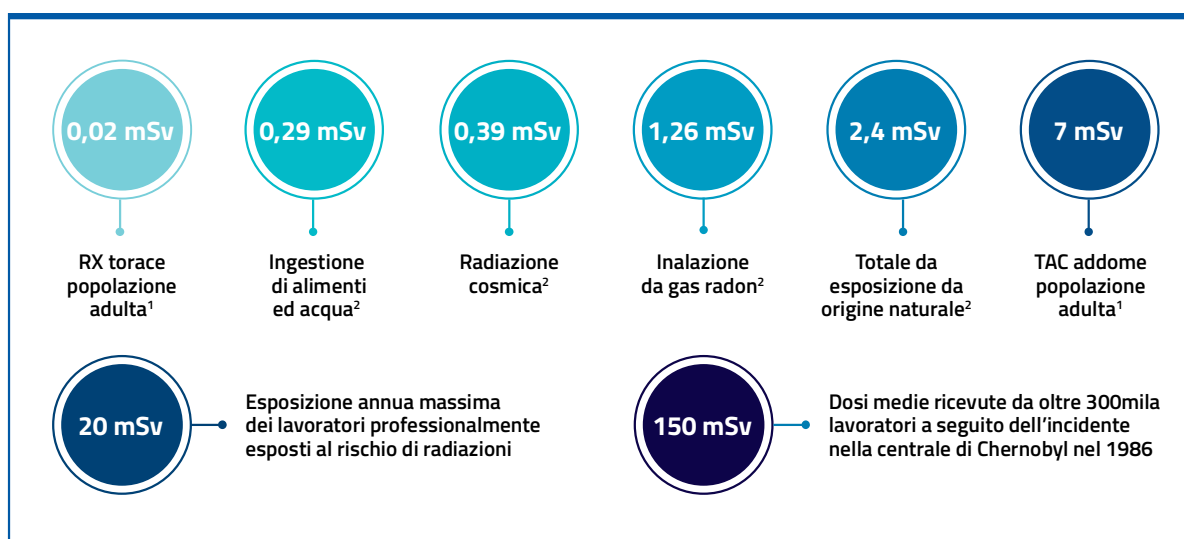 0,02 mSv
RX torace
popolazione
adulta¹
0,29 mSv
Ingestione
di alimenti
ed acqua²
0,39 mSv
Radiazione
cosmica²
1,26 mSv
Inalazione
da gas radon²
2,4 mSv
Totale da
esposizione da
origine naturale²
7 mSv
TAC addome
popolazione
adulta¹
20 mSv
Esposizione annua massima
dei lavoratori professionalmente
esposti al rischio di radiazioni
150 mSv
Dosi medie ricevute da oltre 300mila
lavoratori a seguito dell’incidente
nella centrale di Chernobyl nel 1986